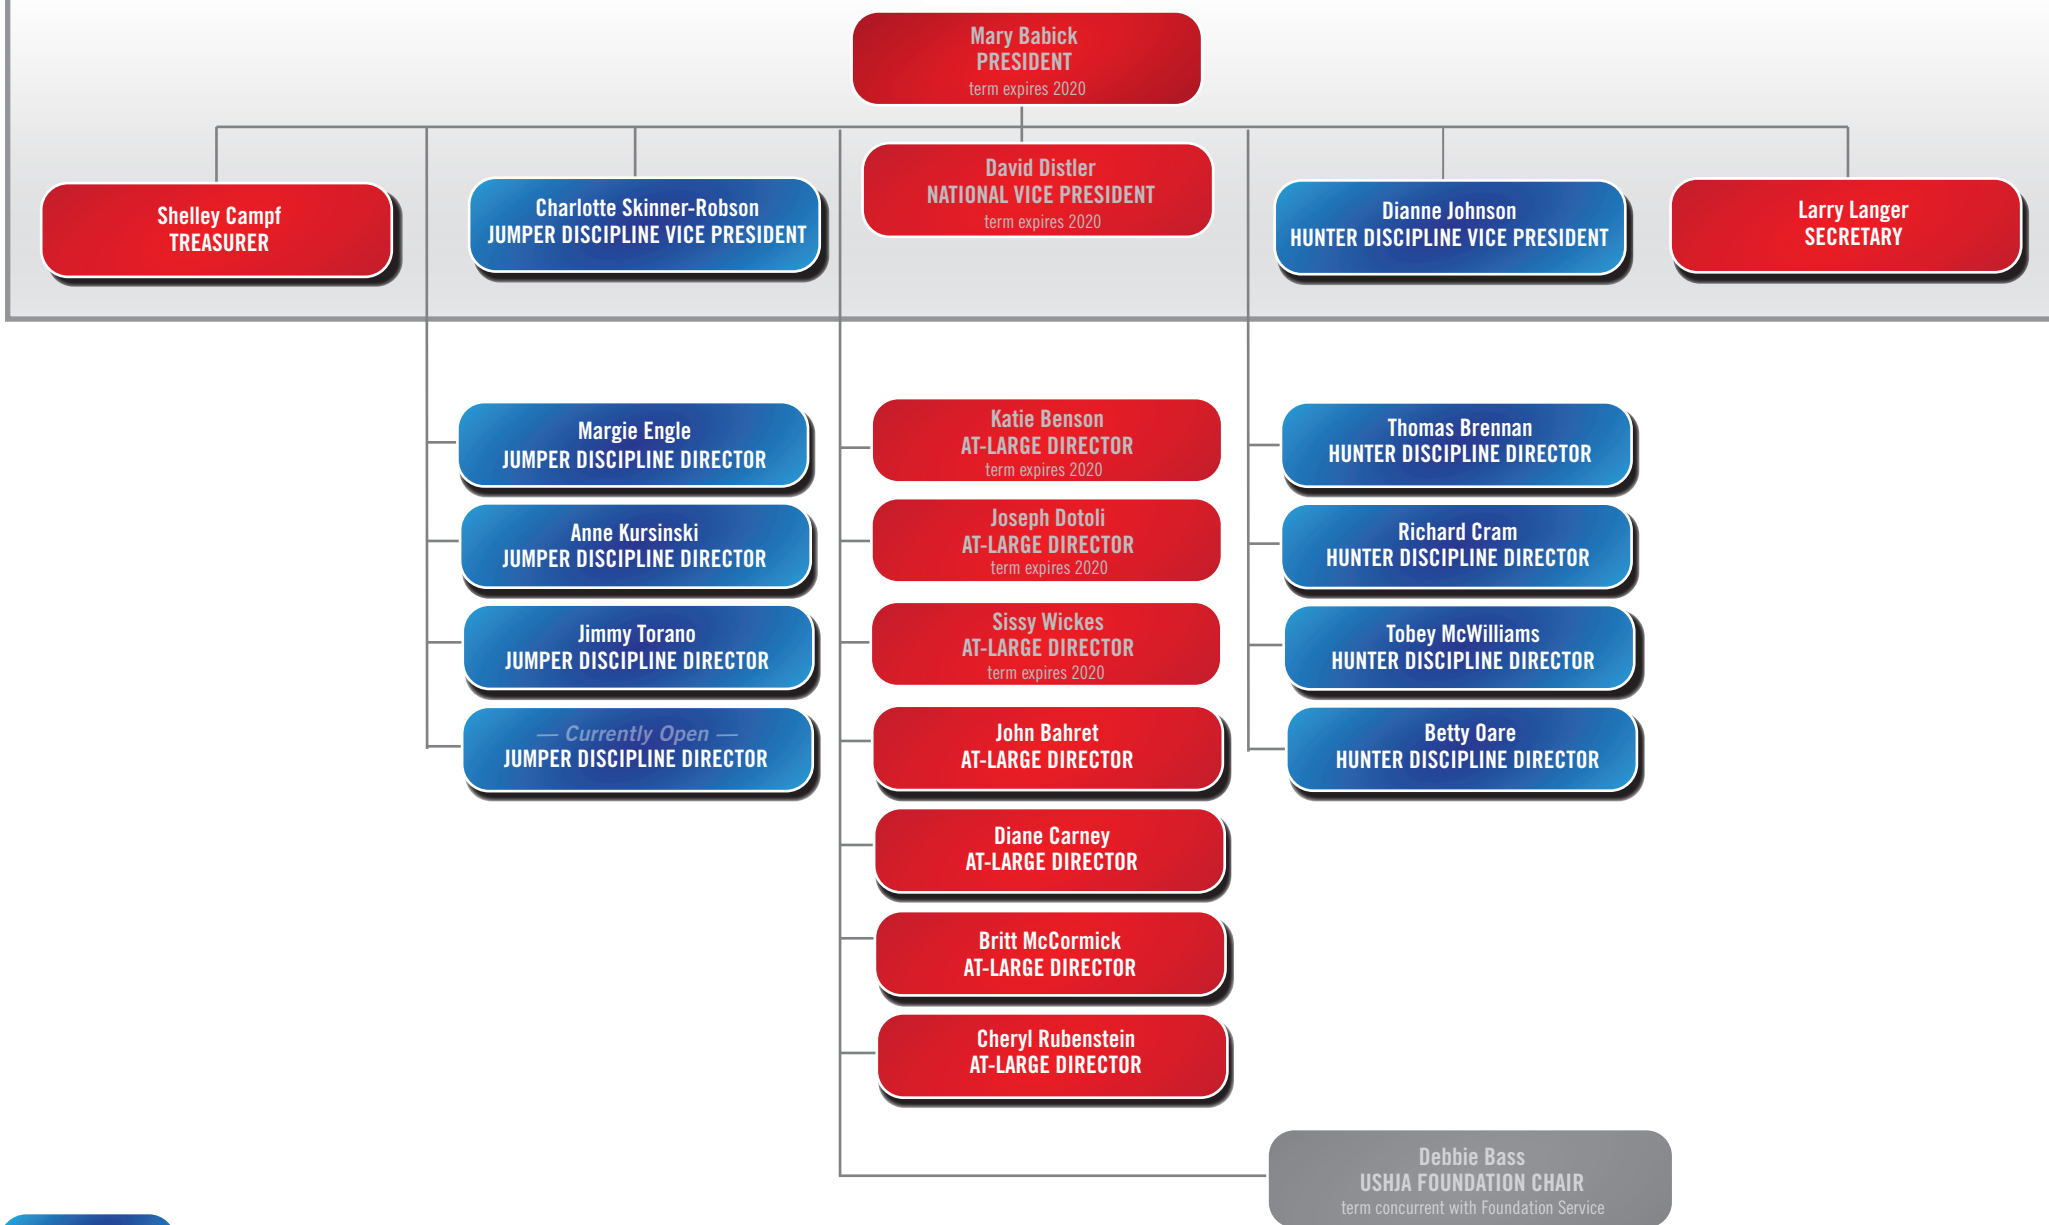 Mary Babick
PRESIDENT
term expires 2020
David Distler
NATIONAL VICE PRESIDENT
term expires 2020
Shelley Campf
TREASURER
Charlotte Skinner-Robson
JUMPER DISCIPLINE VICE PRESIDENT
Dianne Johnson
HUNTER DISCIPLINE VICE PRESIDENT
Larry Langer
SECRETARY
Margie Engle
JUMPER DISCIPLINE DIRECTOR
Anne Kursinski
JUMPER DISCIPLINE DIRECTOR
Jimmy Torano
JUMPER DISCIPLINE DIRECTOR
— Currently Open —
JUMPER DISCIPLINE DIRECTOR
Katie Benson
AT-LARGE DIRECTOR
term expires 2020
Joseph Dotoli
AT-LARGE DIRECTOR
term expires 2020
Sissy Wickes
AT-LARGE DIRECTOR
term expires 2020
John Bahret
AT-LARGE DIRECTOR
Diane Carney
AT-LARGE DIRECTOR
Britt McCormick
AT-LARGE DIRECTOR
Cheryl Rubenstein
AT-LARGE DIRECTOR
Thomas Brennan
HUNTER DISCIPLINE DIRECTOR
Richard Cram
HUNTER DISCIPLINE DIRECTOR
Tobey McWilliams
HUNTER DISCIPLINE DIRECTOR
Betty Oare
HUNTER DISCIPLINE DIRECTOR
Debbie Bass
USHJA FOUNDATION CHAIR
term concurrent with Foundation Service